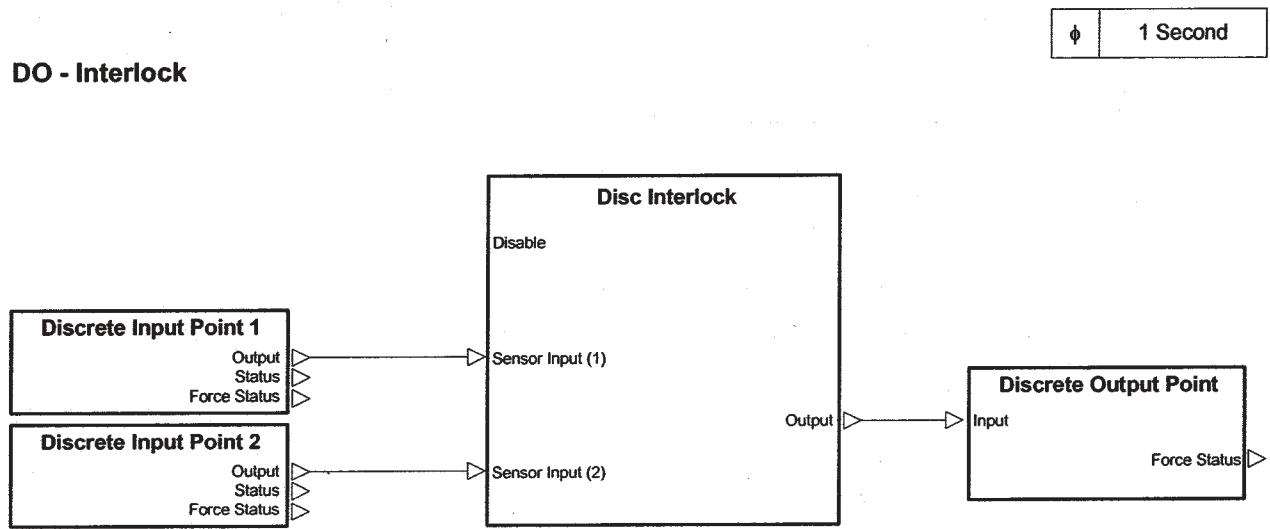 ϕ 1 Second
DO - Interlock
Disc Interlock
Disable
Discrete Input Point 1
Output
Status
Force Status
Sensor Input (1)
Discrete Input Point 2
Output
Status
Force Status
Sensor Input (2)
Output
Discrete Output Point
Input
Force Status